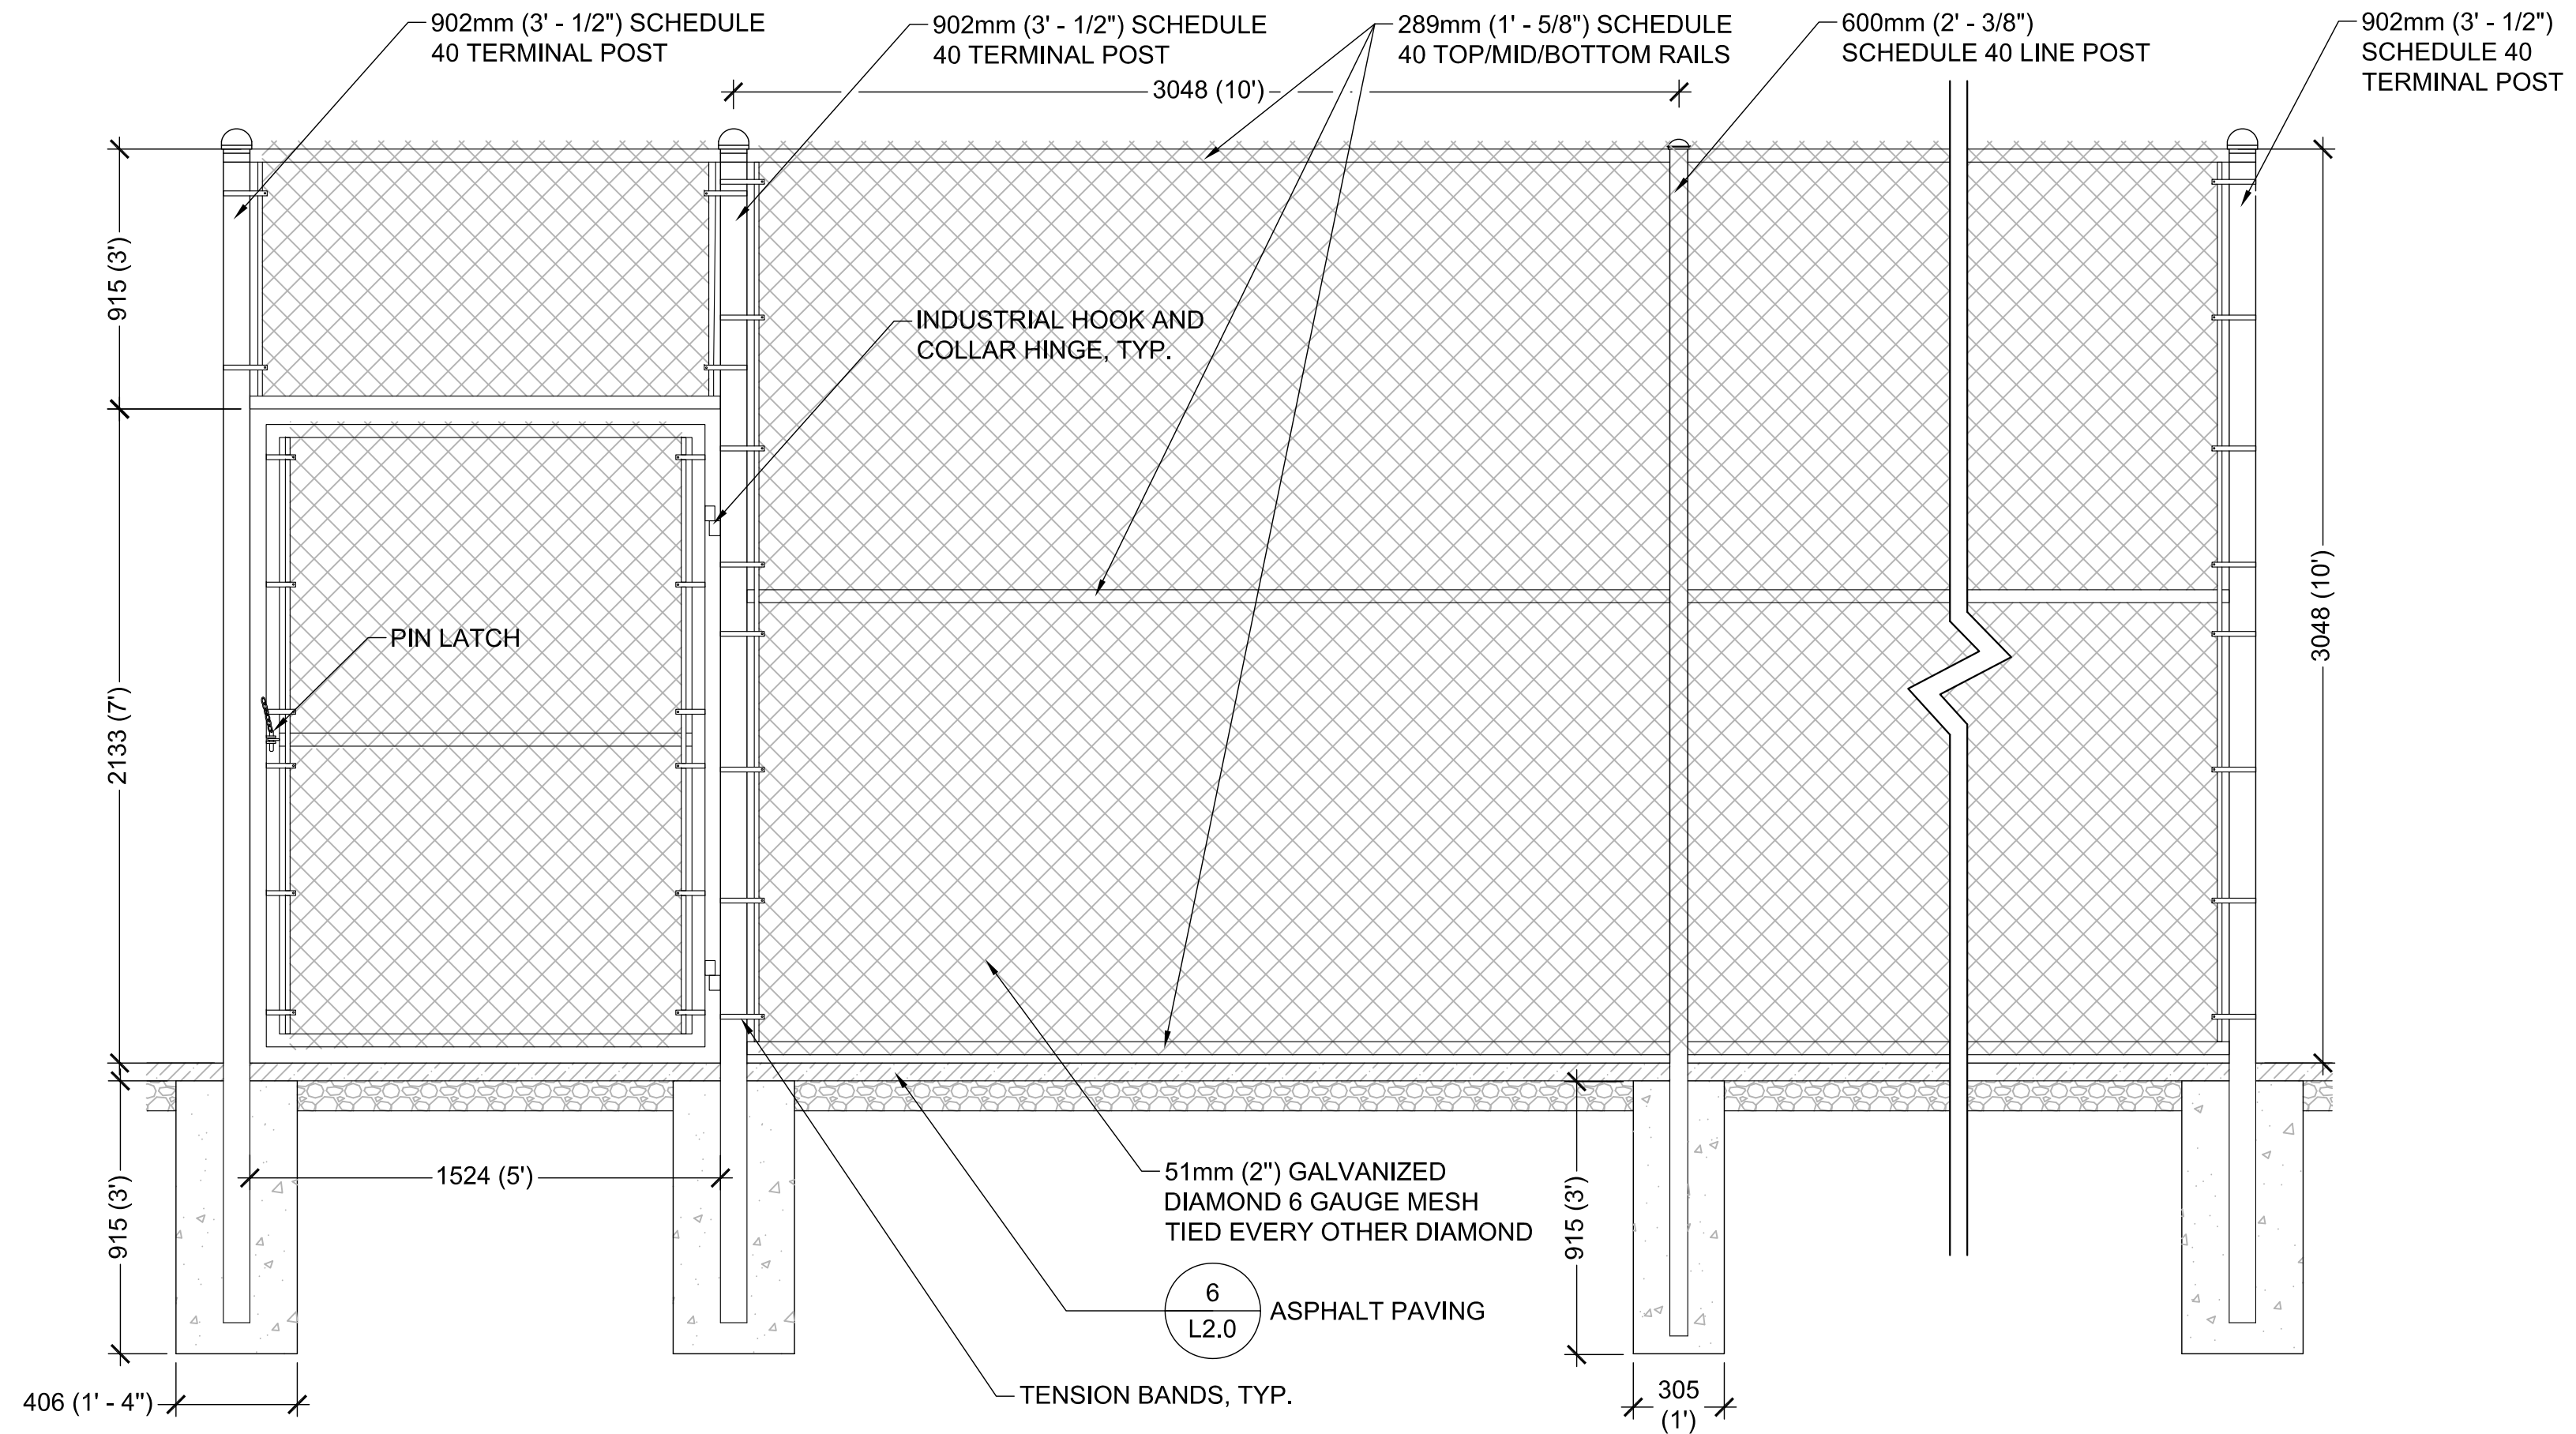 902mm (3' - 1/2") SCHEDULE
40 TERMINAL POST
902mm (3' - 1/2") SCHEDULE
40 TERMINAL POST
289mm (1' - 5/8") SCHEDULE
40 TOP/MID/BOTTOM RAILS
600mm (2' - 3/8")
SCHEDULE 40 LINE POST
902mm (3' - 1/2")
SCHEDULE 40
TERMINAL POST
3048 (10')
915 (3')
INDUSTRIAL HOOK AND
COLLAR HINGE, TYP.
3048 (10')
PIN LATCH
2133 (7')
1524 (5')
915 (3')
51mm (2") GALVANIZED
DIAMOND 6 GAUGE MESH
TIED EVERY OTHER DIAMOND
915 (3')
6
L2.0
ASPHALT PAVING
TENSION BANDS, TYP.
406 (1' - 4")
305
(1')